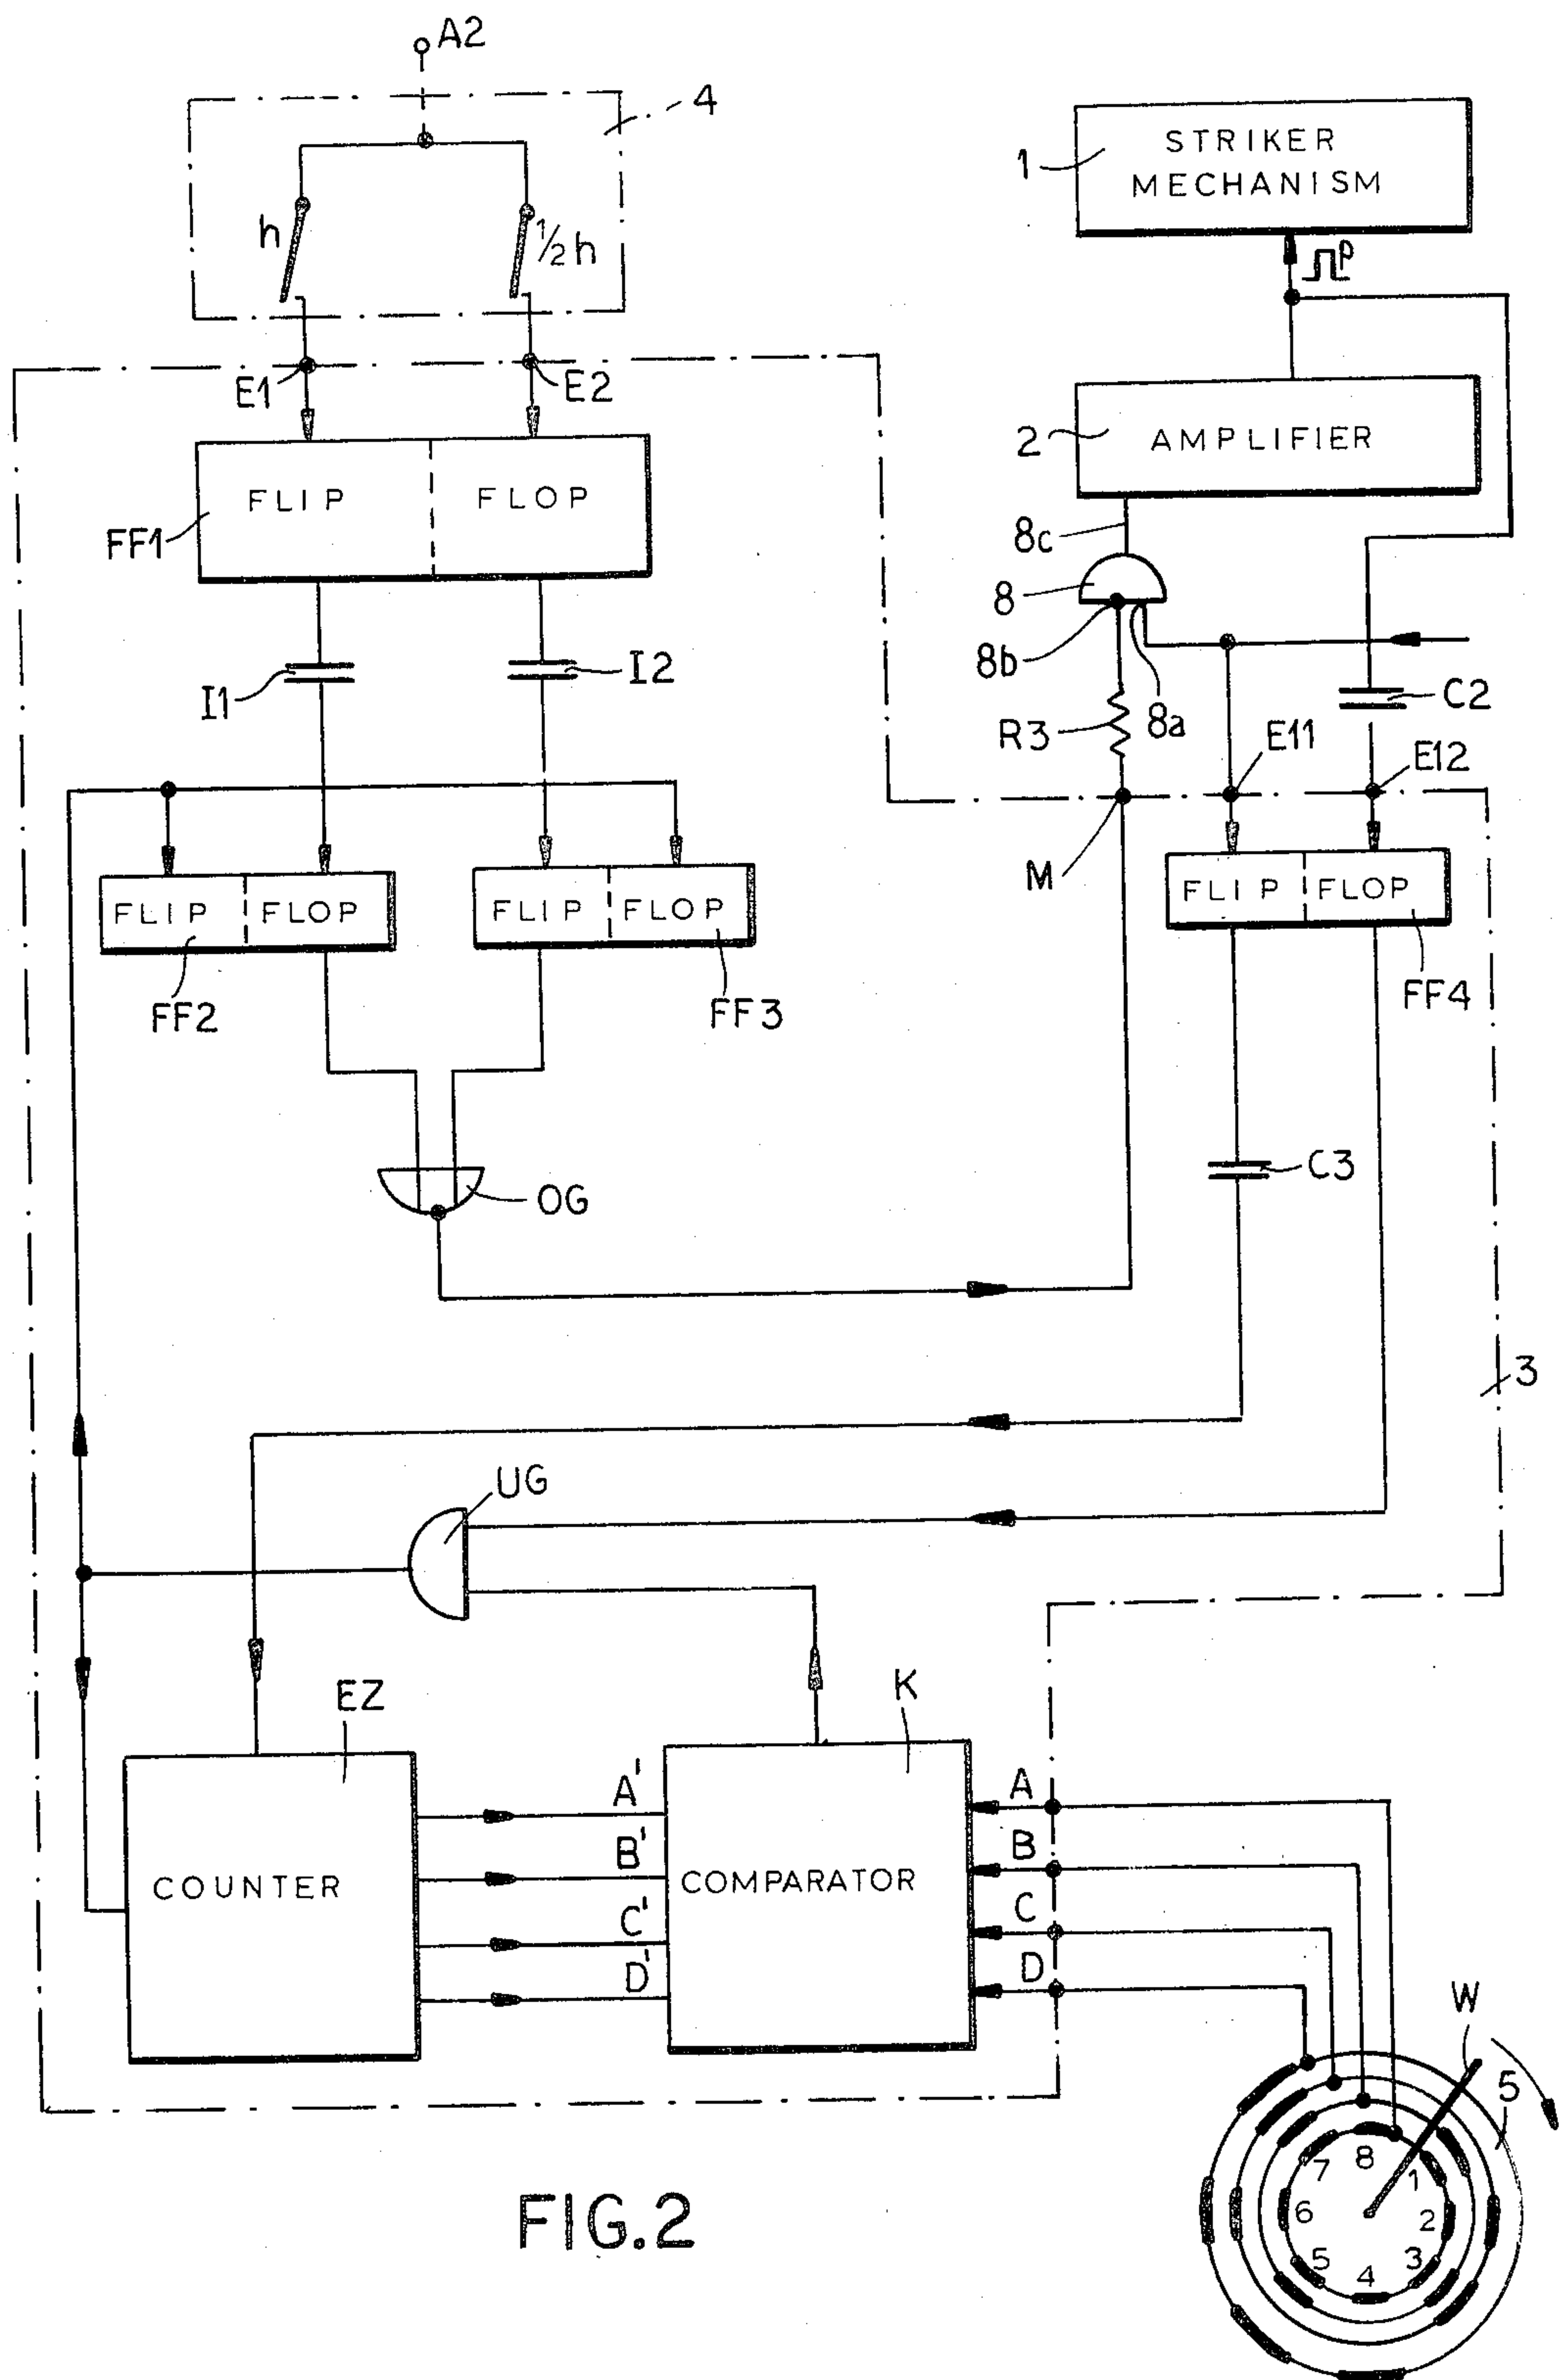 A2
4
h
1/2h
STRIKER
MECHANISM
1
P
E1
E2
2
AMPLIFIER
FLIP
FLOP
FF1
8c
8
8b
8a
I1
I2
R3
C2
E11
E12
M
FLIP
FLOP
FLIP
FLOP
FLIP
FLOP
FF2
FF3
FF4
OG
C3
3
UG
EZ
K
A'
B'
C'
D'
A
B
C
D
COUNTER
COMPARATOR
W
5
8
7
1
6
2
5
3
4
FIG.2